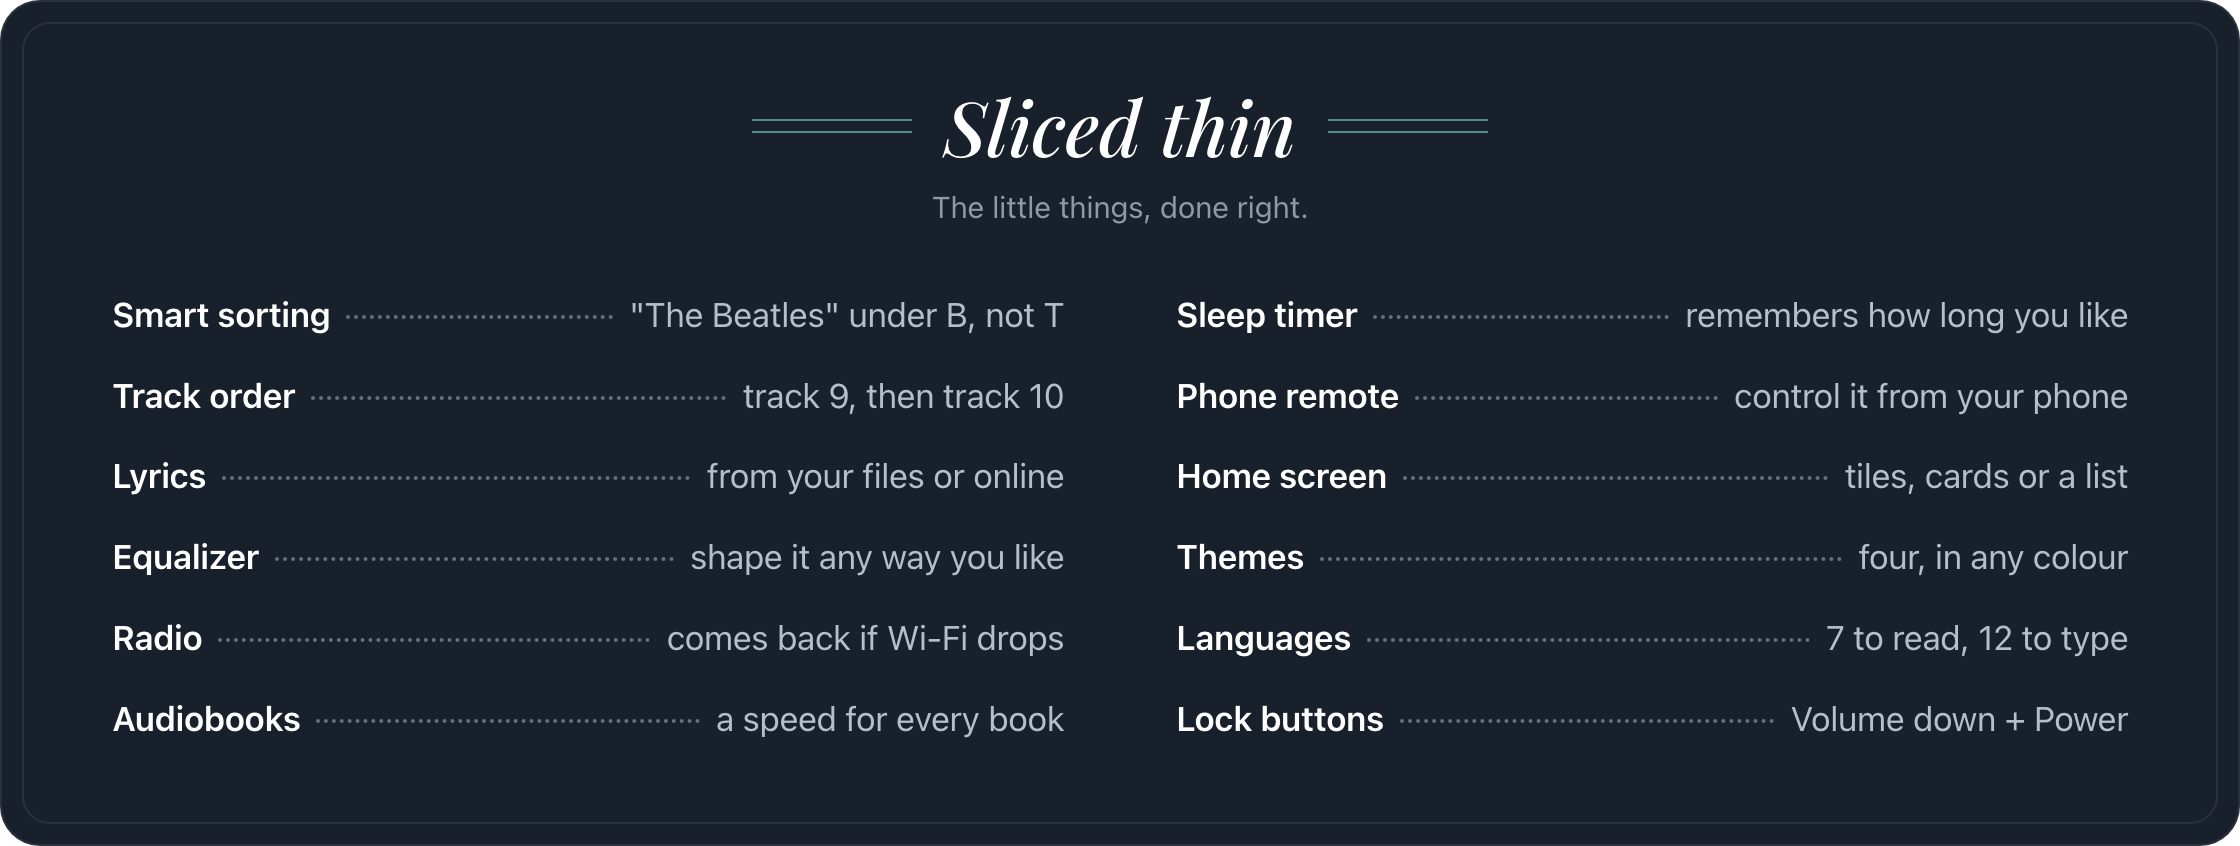 Sliced thin
The little things, done right.
Smart sorting "The Beatles" under B, not T
Track order track 9, then track 10
Lyrics from your files or online
Equalizer shape it any way you like
Radio comes back if Wi-Fi drops
Audiobooks a speed for every book
Sleep timer remembers how long you like
Phone remote control it from your phone
Home screen tiles, cards or a list
Themes four, in any colour
Languages 7 to read, 12 to type
Lock buttons Volume down + Power